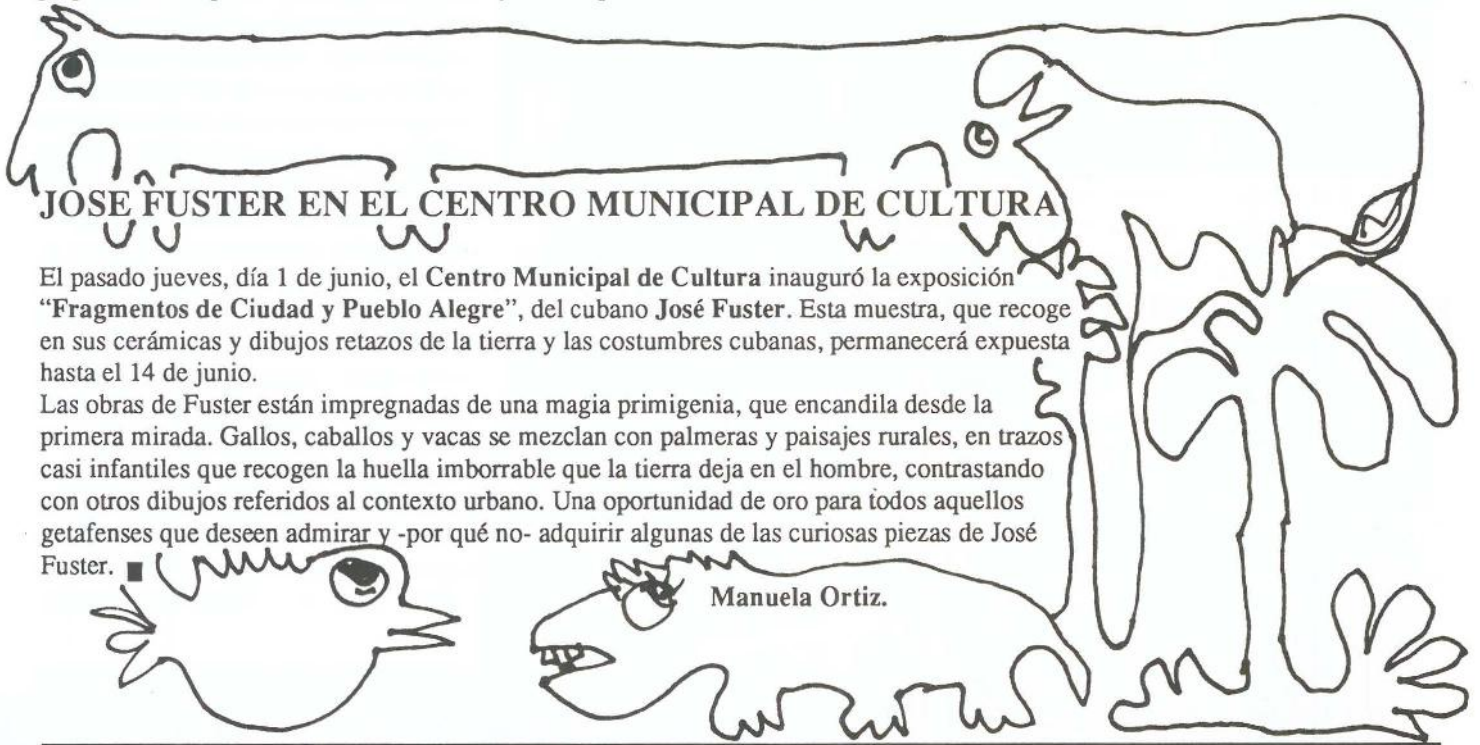 JOSE FUSTER EN EL CENTRO MUNICIPAL DE CULTURA
El pasado jueves, día 1 de junio, el Centro Municipal de Cultura inauguró la exposición
“Fragmentos de Ciudad y Pueblo Alegre”, del cubano José Fuster. Esta muestra, que recoge
en sus cerámicas y dibujos retazos de la tierra y las costumbres cubanas, permanecerá expuesta
hasta el 14 de junio.
Las obras de Fuster están impregnadas de una magia primigenia, que encandila desde la
primera mirada. Gallos, caballos y vacas se mezclan con palmeras y paisajes rurales, en trazos
casi infantiles que recogen la huella imborrable que la tierra deja en el hombre, contrastando
con otros dibujos referidos al contexto urbano. Una oportunidad de oro para todos aquellos
getafenses que deseen admirar y -por qué no- adquirir algunas de las curiosas piezas de José
Fuster. ■
Manuela Ortiz.